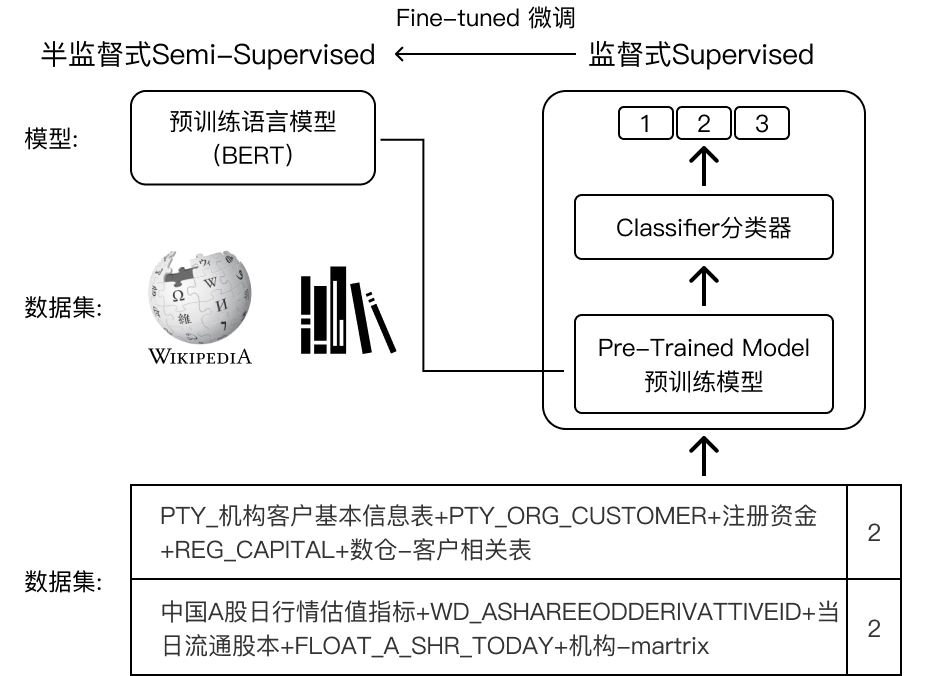 Fine-tuned 微调
半监督式Semi-Supervised
监督式Supervised
模型:
预训练语言模型
(BERT)
1
2
3
Classifier分类器
Pre-Trained Model
预训练模型
数据集:
Ω
W
И
維
WIKIPEDIA
数据集:
PTY_机构客户基本信息表+PTY_ORG_CUSTOMER+注册资金
+REG_CAPITAL+数仓-客户相关表
2
中国A股日行情估值指标+WD_ASHAREEODDERIVATTIVEID+当
日流通股本+FLOAT_A_SHR_TODAY+机构-martrix
2